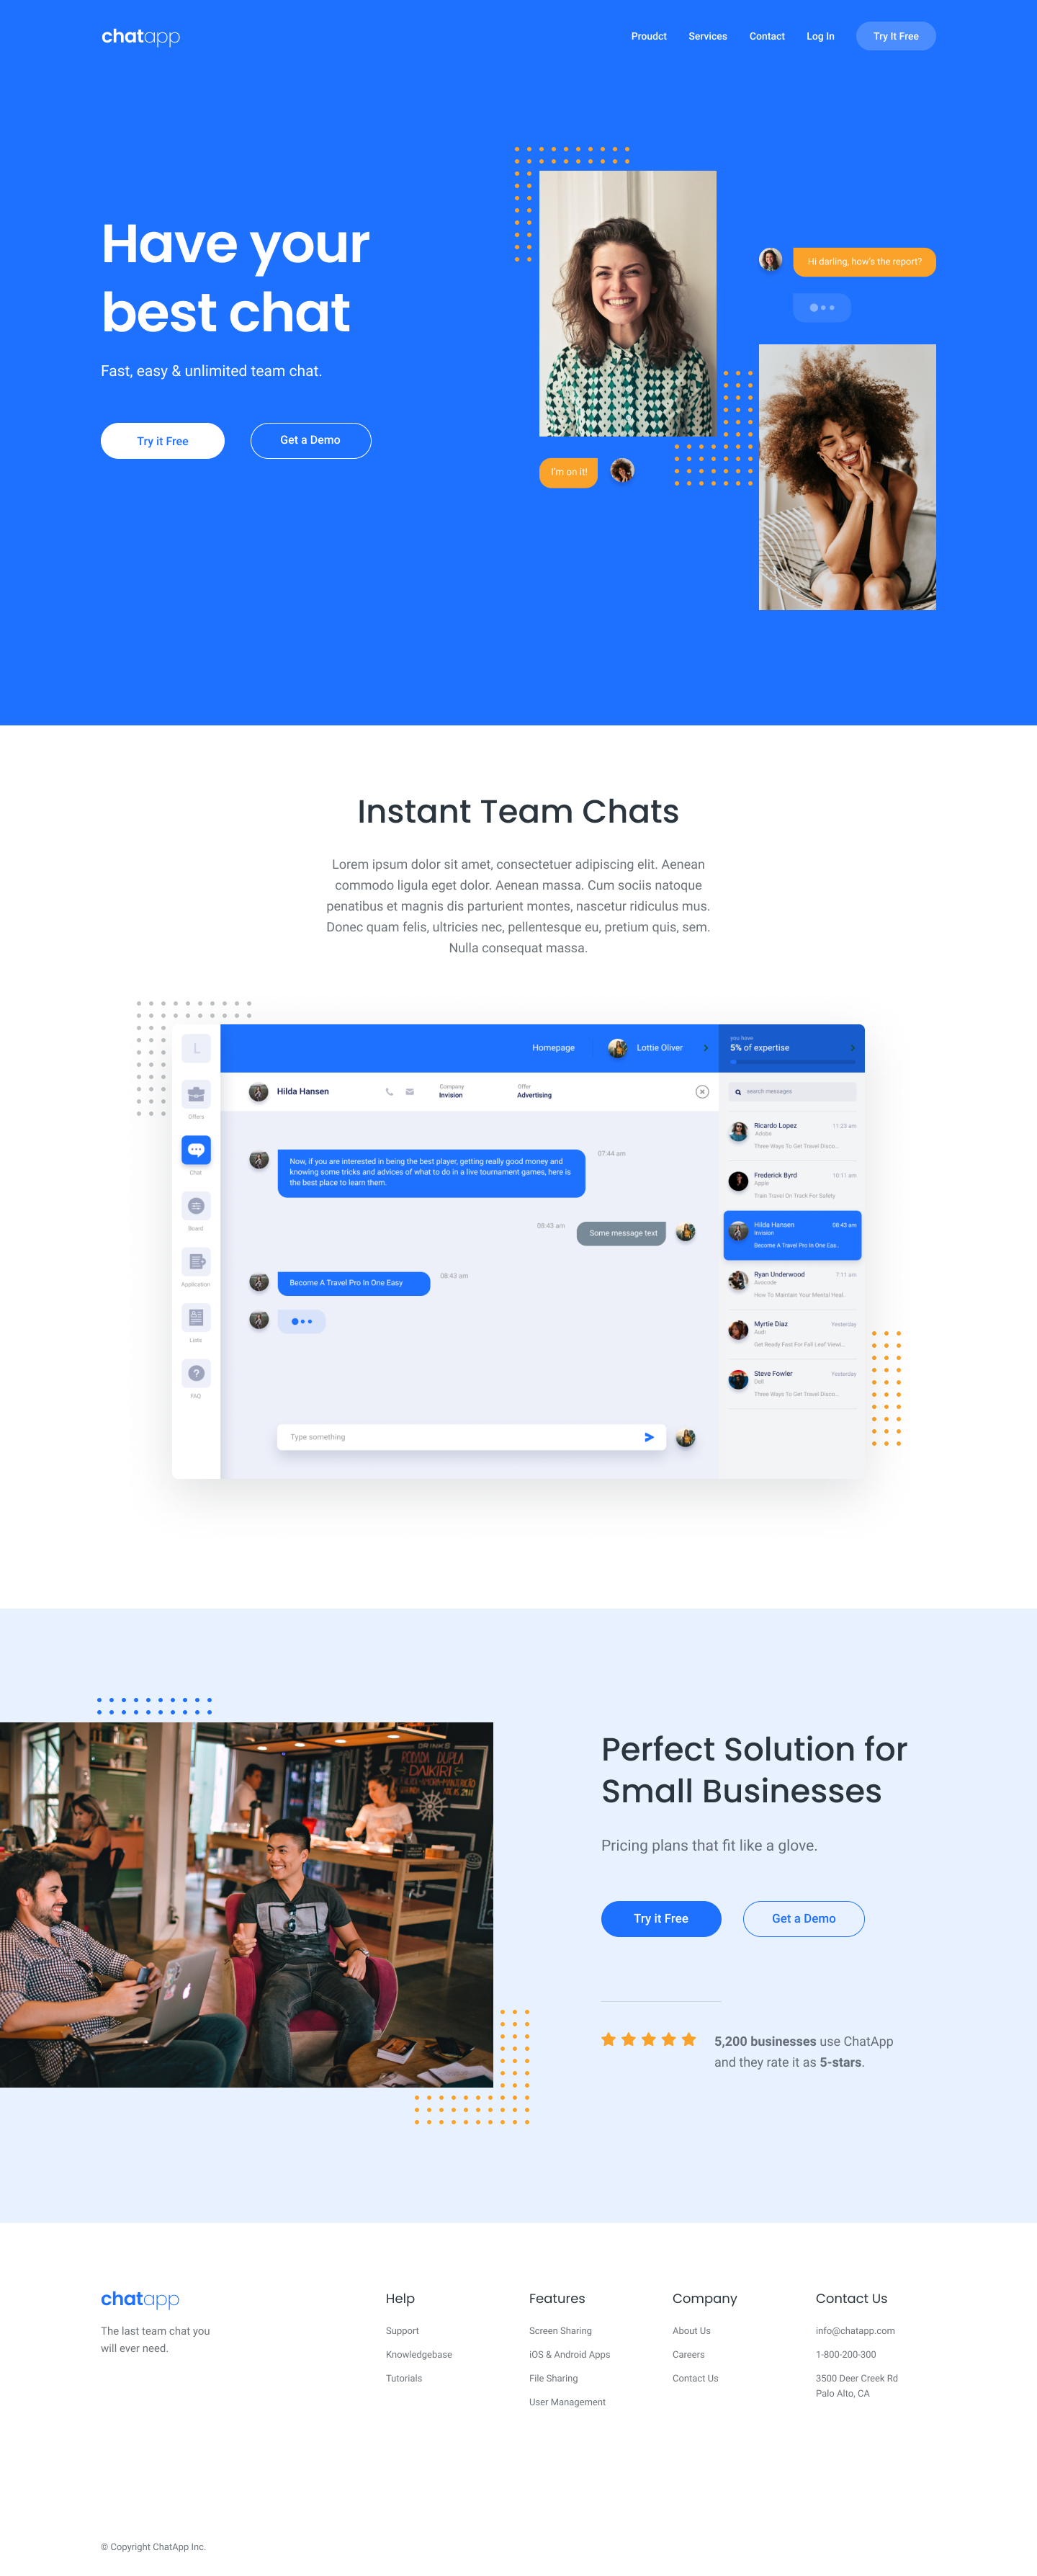 chatapp
Proudct
Services
Contact
Log In
Try It Free
Have your
best chat
Fast, easy & unlimited team chat.
Try it Free
Get a Demo
Hi darling, how's the report?
I'm on it!
Instant Team Chats
Lorem ipsum dolor sit amet, consectetuer adipiscing elit. Aenean
commodo ligula eget dolor. Aenean massa. Cum sociis natoque
penatibus et magnis dis parturient montes, nascetur ridiculus mus.
Donec quam felis, ultricies nec, pellentesque eu, pretium quis, sem.
Nulla consequat massa.
L
Offers
Chat
Board
Application
Lists
FAQ
Homepage
Lottie Oliver
you have
5% of expertise
Hilda Hansen
Company
Invision
Offer
Advertising
search messages
Now, if you are interested in being the best player, getting really good money and
knowing some tricks and advices of what to do in a live tournament games, here is
the best place to learn them.
07:44 am
08:43 am
Some message text
Become A Travel Pro In One Easy
08:43 am
Type something
Ricardo Lopez
11:23 am
Adobe
Three Ways To Get Travel Disco...
Frederick Byrd
10:11 am
Apple
Train Travel On Track For Safety
Hilda Hansen
08:43 am
Invision
Become A Travel Pro In One Eas..
Ryan Underwood
7:11 am
Avocode
How To Maintain Your Mental Heal..
Myrtie Diaz
Yesterday
Audi
Get Ready Fast For Fall Leaf Viewi...
Steve Fowler
Yesterday
Dell
Three Ways To Get Travel Disco...
DRINKS
DAIKIRI
Perfect Solution for
Small Businesses
Pricing plans that fit like a glove.
Try it Free
Get a Demo
5,200 businesses use ChatApp
and they rate it as 5-stars.
chatapp
The last team chat you
will ever need.
Help
Support
Knowledgebase
Tutorials
Features
Screen Sharing
iOS & Android Apps
File Sharing
User Management
Company
About Us
Careers
Contact Us
Contact Us
info@chatapp.com
1-800-200-300
3500 Deer Creek Rd
Palo Alto, CA
© Copyright ChatApp Inc.